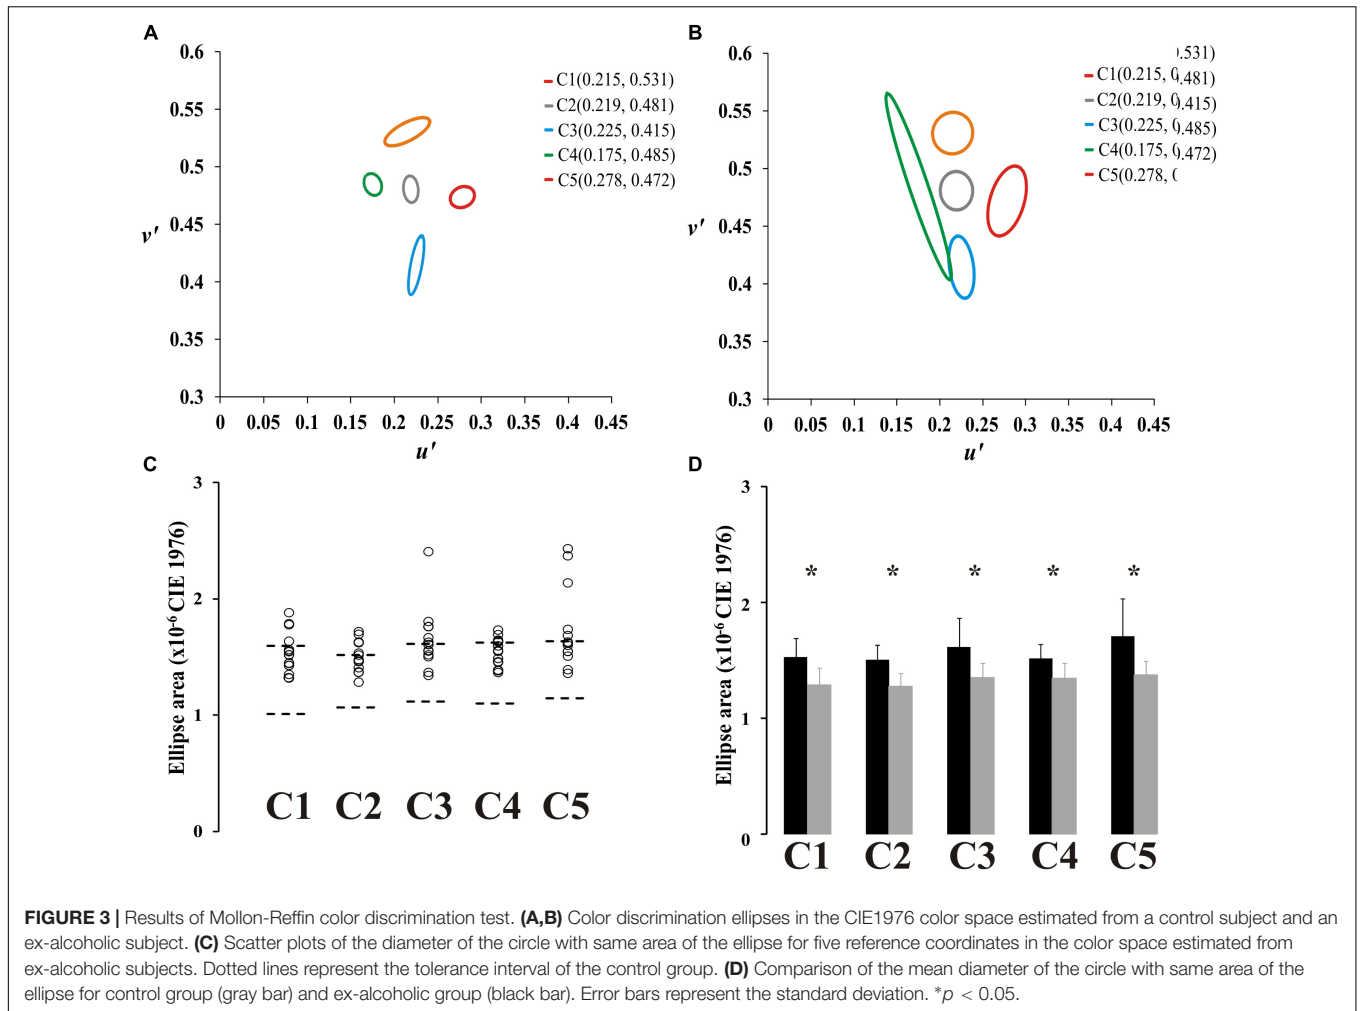 A
0.6
0.55
0.5
0.45
0.4
0.35
0.3
v′
0 0.05 0.1 0.15 0.2 0.25 0.3 0.35 0.4 0.45
u′
C1(0.215, 0.531)
C2(0.219, 0.481)
C3(0.225, 0.415)
C4(0.175, 0.485)
C5(0.278, 0.472)
B
0.6
0.55
0.5
0.45
0.4
0.35
0.3
v′
0 0.05 0.1 0.15 0.2 0.25 0.3 0.35 0.4 0.45
u′
.531)
C1(0.215, 0.481)
C2(0.219, 0.415)
C3(0.225, 0.485)
C4(0.175, 0.472)
C5(0.278,
C
3
2
1
0
Ellipse area (x10-6 CIE 1976)
C1 C2 C3 C4 C5
D
3
2
1
0
Ellipse area (x10-6 CIE 1976)
* * * * *
C1 C2 C3 C4 C5
FIGURE 3 | Results of Mollon-Reffin color discrimination test. (A,B) Color discrimination ellipses in the CIE1976 color space estimated from a control subject and an
ex-alcoholic subject. (C) Scatter plots of the diameter of the circle with same area of the ellipse for five reference coordinates in the color space estimated from
ex-alcoholic subjects. Dotted lines represent the tolerance interval of the control group. (D) Comparison of the mean diameter of the circle with same area of the
ellipse for control group (gray bar) and ex-alcoholic group (black bar). Error bars represent the standard deviation. *p < 0.05.